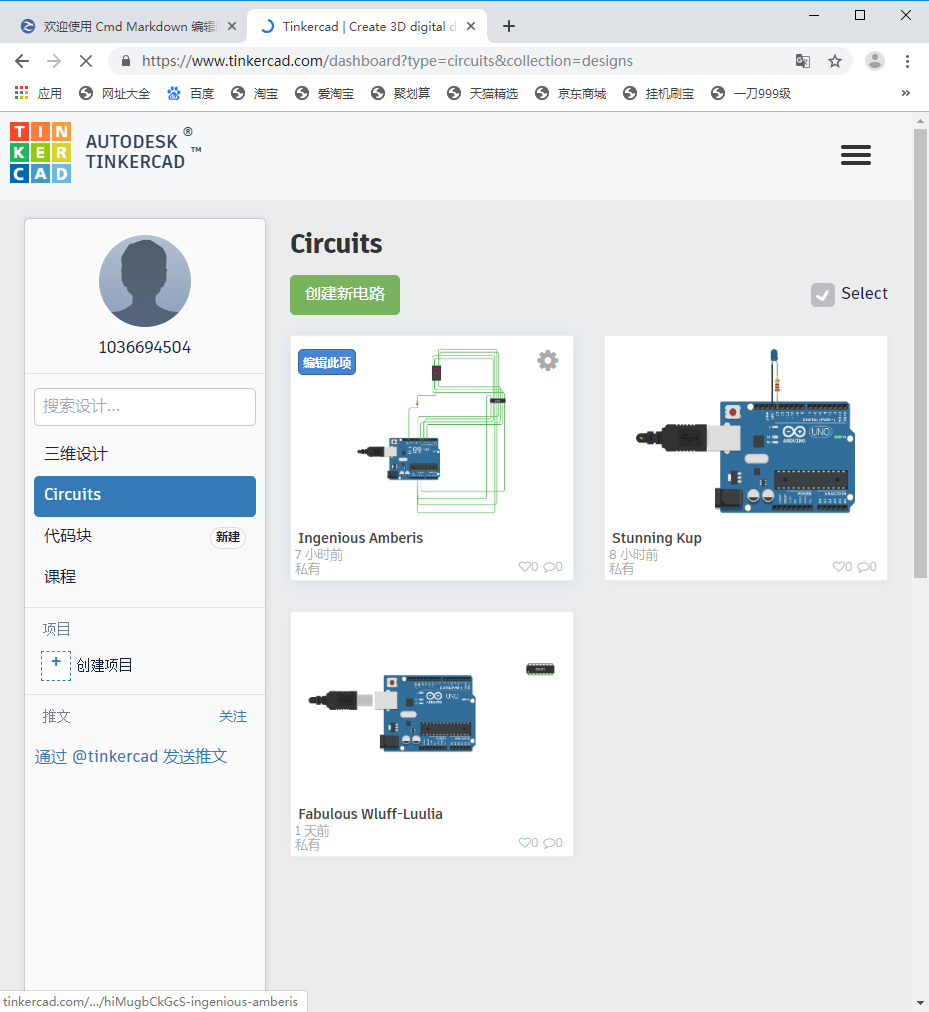 欢迎使用 Cmd Markdown 编辑
Tinkercad | Create 3D digital d
https://www.tinkercad.com/dashboard?type=circuits&collection=designs
应用 网址大全 百度 淘宝 爱淘宝 聚划算 天猫精选 京东商城 挂机刷宝 一刀999级 »
TIN
KER
CAD
AUTODESK ®
TINKERCAD ™
1036694504
搜索设计...
三维设计
Circuits
代码块 新建
课程
项目
+ 创建项目
推文 关注
通过 @tinkercad 发送推文
Circuits
创建新电路
Select
编辑此项
Ingenious Amberis
7 小时前
私有
0 0
UNO
ARDUINO
Stunning Kup
8 小时前
私有
0 0
UNO
ARDUINO
Fabulous Wluff-Luulia
1 天前
私有
0 0
tinkercad.com/.../hiMugbCkGcS-ingenious-amberis